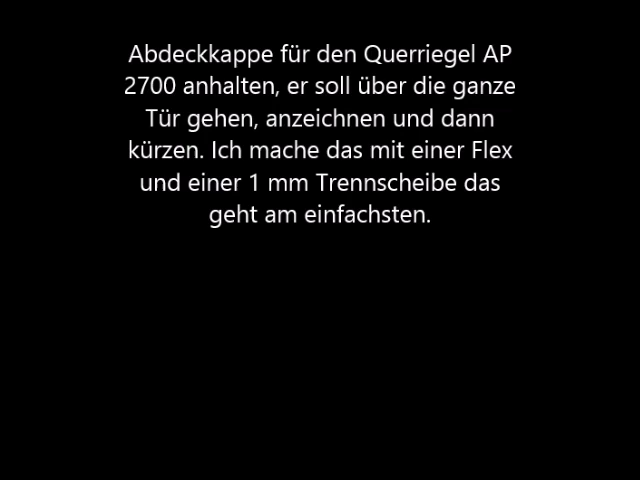 Abdeckkappe für den Querriegel AP
2700 anhalten, er soll über die ganze
Tür gehen, anzeichnen und dann
kürzen. Ich mache das mit einer Flex
und einer 1 mm Trennscheibe das
geht am einfachsten.